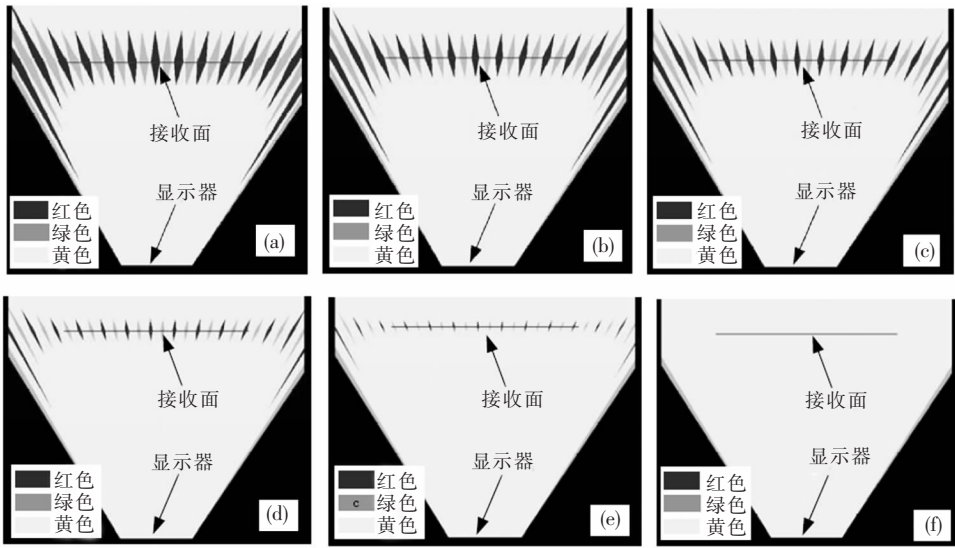 接收面
显示器
红色
绿色
黄色
(a)
接收面
显示器
红色
绿色
黄色
(b)
接收面
显示器
红色
绿色
黄色
(c)
接收面
显示器
红色
绿色
黄色
(d)
接收面
显示器
红色
c 绿色
黄色
(e)
接收面
显示器
红色
绿色
黄色
(f)